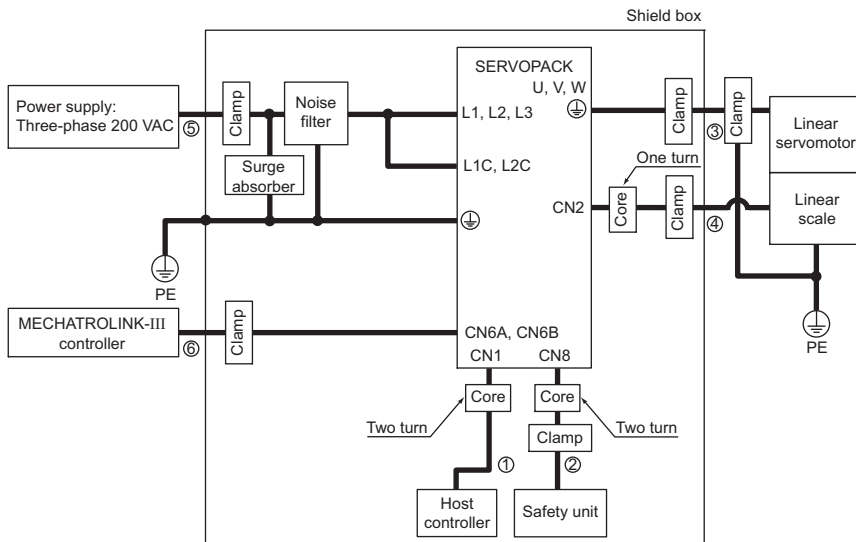 Shield box
SERVOPACK
U, V, W
Power supply:
Three-phase 200 VAC
⑤
Clamp
Noise
filter
L1, L2, L3
Clamp
③
Clamp
Linear
servomotor
Surge
absorber
L1C, L2C
One turn
CN2
Core
Clamp
④
Linear
scale
PE
MECHATROLINK-III
controller
⑥
Clamp
CN6A, CN6B
PE
CN1
CN8
Core
Core
Two turn
Two turn
Clamp
①
②
Host
controller
Safety unit